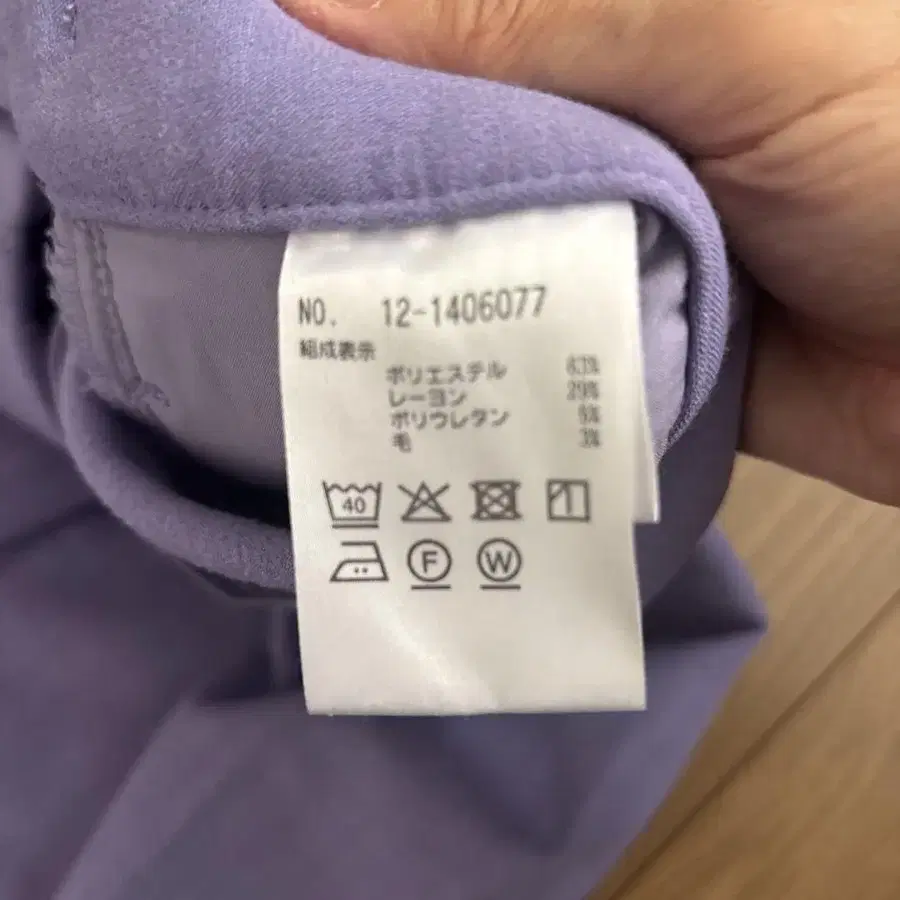 NO. 12-1406077
組成表示
ポリエステル 63%
レーヨン 29%
ポリウレタン 5%
毛 3%
40
F W